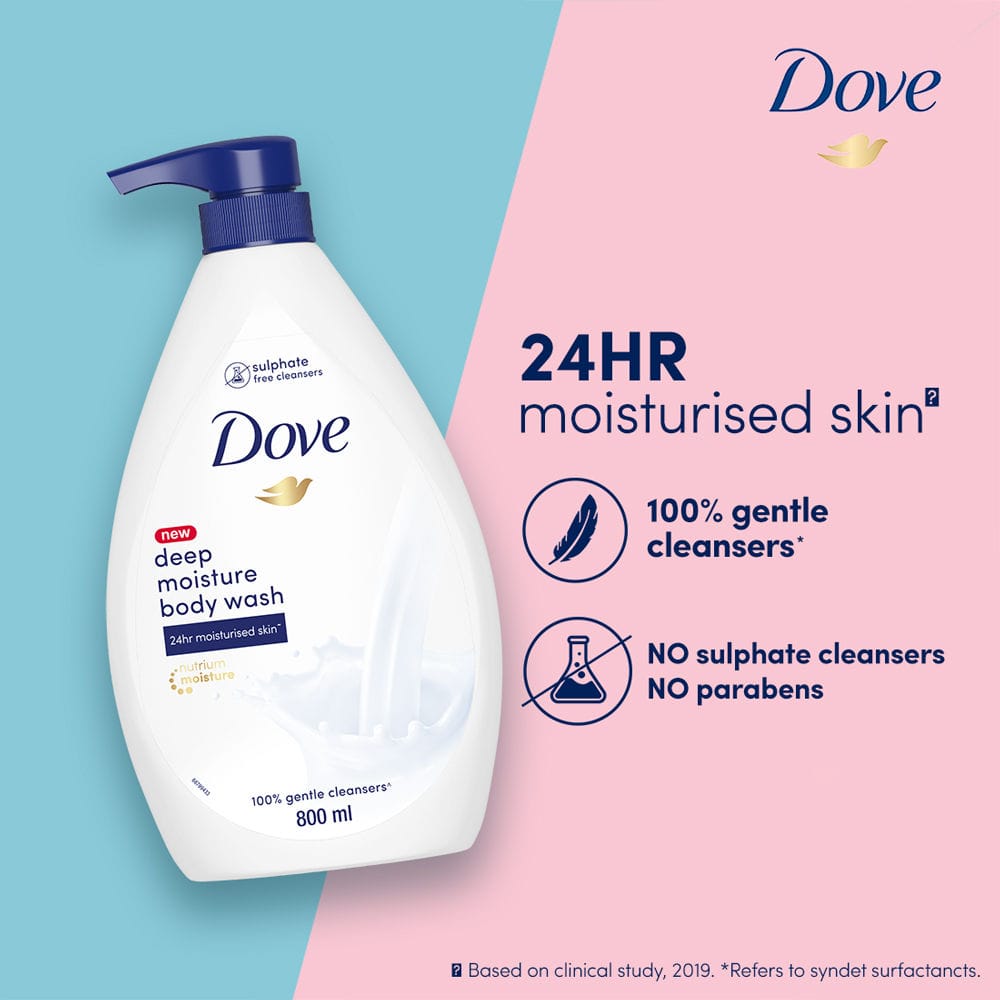 Dove
sulphate
free cleansers
Dove
new
deep
moisture
body wash
24hr moisturised skin~
nutrium
moisture
100% gentle cleansers^
800 ml
24HR
moisturised skin⍰
100% gentle
cleansers*
NO sulphate cleansers
NO parabens
⍰ Based on clinical study, 2019. *Refers to syndet surfactancts.